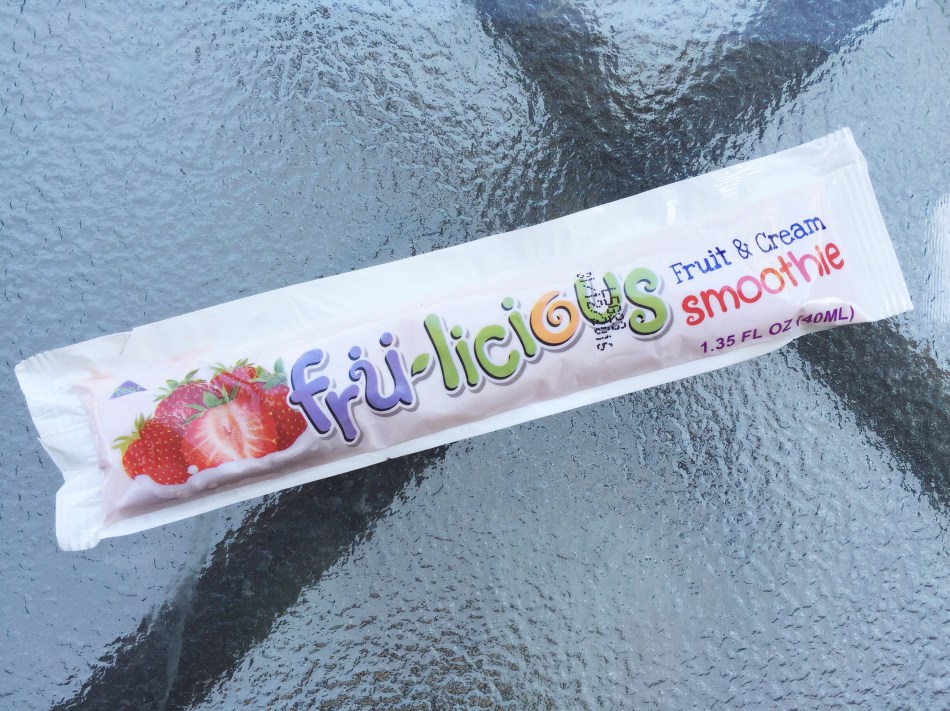 frü-licious
Fruit & Cream
smoothie
1.35 FL OZ (40ML)